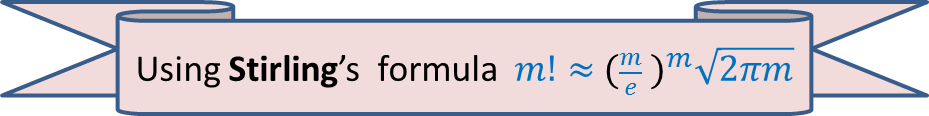 Using Stirling's formula m! ≈ (m/e)^m √(2πm)